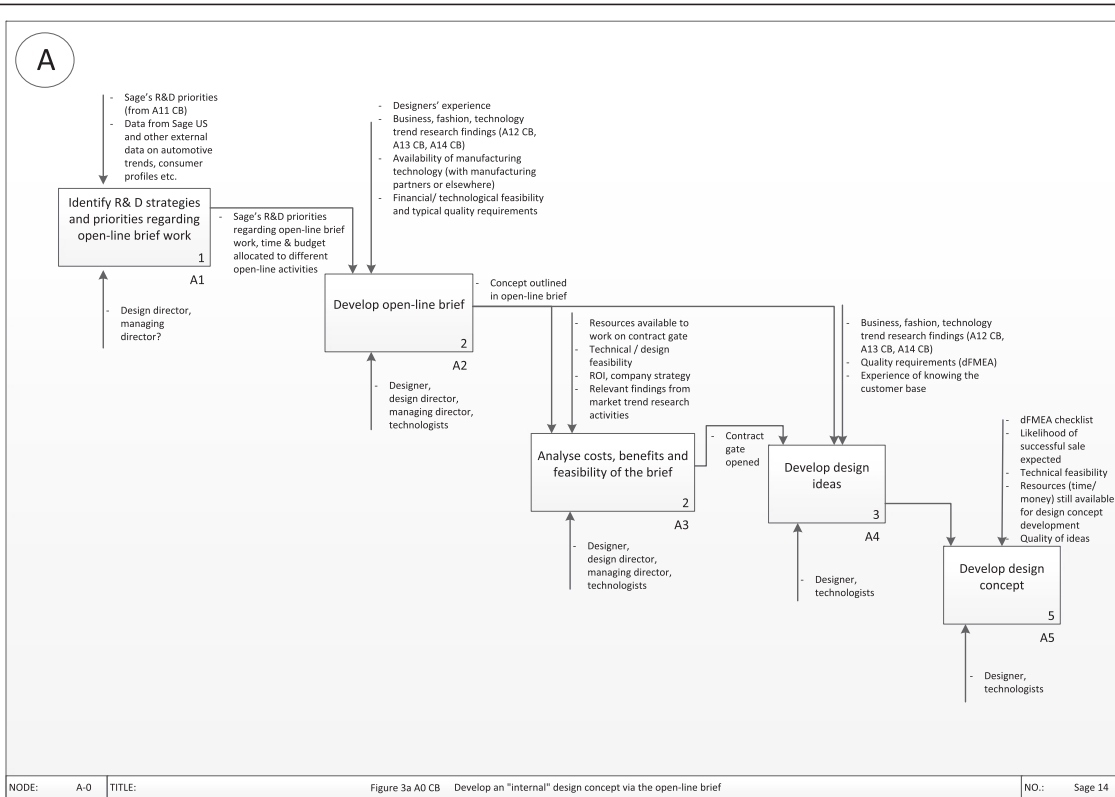 A
- Sage's R&D priorities
(from A11 CB)
- Data from Sage US
and other external
data on automotive
trends, consumer
profiles etc.
- Designers' experience
- Business, fashion, technology
trend research findings (A12 CB,
A13 CB, A14 CB)
- Availability of manufacturing
technology (with manufacturing
partners or elsewhere)
- Financial/ technological feasibility
and typical quality requirements
Identify R& D strategies
and priorities regarding
open-line brief work
1
A1
- Sage's R&D priorities
regarding open-line brief
work, time & budget
allocated to different
open-line activities
- Design director,
managing
director?
Develop open-line brief
2
A2
- Concept outlined
in open-line brief
- Designer,
design director,
managing director,
technologists
- Resources available to
work on contract gate
- Technical / design
feasibility
- ROI, company strategy
- Relevant findings from
market trend research
activities
- Business, fashion, technology
trend research findings (A12 CB,
A13 CB, A14 CB)
- Quality requirements (dFMEA)
- Experience of knowing the
customer base
Analyse costs, benefits and
feasibility of the brief
2
A3
- Contract
gate
opened
- Designer,
design director,
managing director,
technologists
Develop design
ideas
3
A4
- Designer,
technologists
- dFMEA checklist
- Likelihood of
successful sale
expected
- Technical feasibility
- Resources (time/
money) still available
for design concept
development
- Quality of ideas
Develop design
concept
5
A5
- Designer,
technologists
NODE: A-0 TITLE: Figure 3a A0 CB Develop an "internal" design concept via the open-line brief NO.: Sage 14